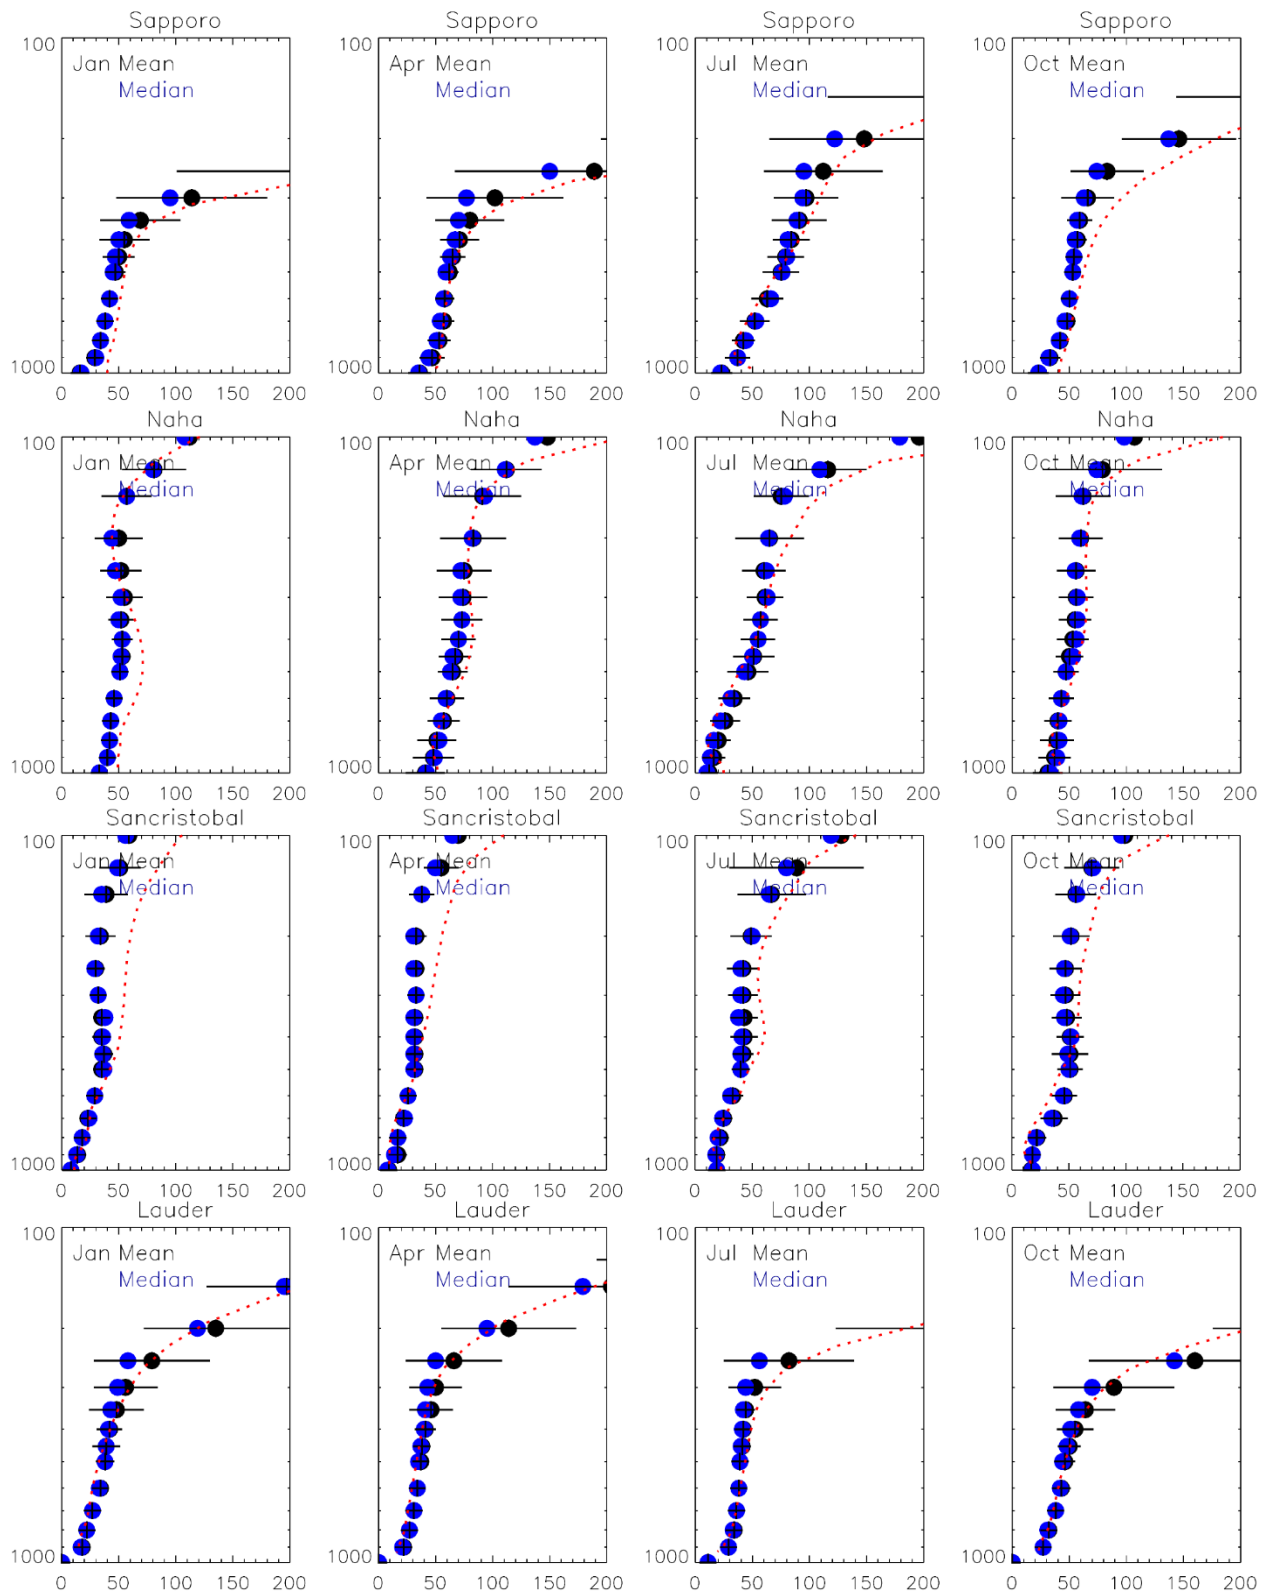 Sapporo Sapporo Sapporo Sapporo
100 100 100 100
Jan Mean Apr Mean Jul Mean Oct Mean
Median Median Median Median
1000 1000 1000 1000
0 50 100 150 200 0 50 100 150 200 0 50 100 150 200 0 50 100 150 200
Naha Naha Naha Naha
100 100 100 100
Jan Mean Apr Mean Jul Mean Oct Mean
Median Median Median Median
1000 1000 1000 1000
0 50 100 150 200 0 50 100 150 200 0 50 100 150 200 0 50 100 150 200
Sancristobal Sancristobal Sancristobal Sancristobal
100 100 100 100
Jan Mean Apr Mean Jul Mean Oct Mean
Median Median Median Median
1000 1000 1000 1000
0 50 100 150 200 0 50 100 150 200 0 50 100 150 200 0 50 100 150 200
Lauder Lauder Lauder Lauder
100 100 100 100
Jan Mean Apr Mean Jul Mean Oct Mean
Median Median Median Median
1000 1000 1000 1000
0 50 100 150 200 0 50 100 150 200 0 50 100 150 200 0 50 100 150 200